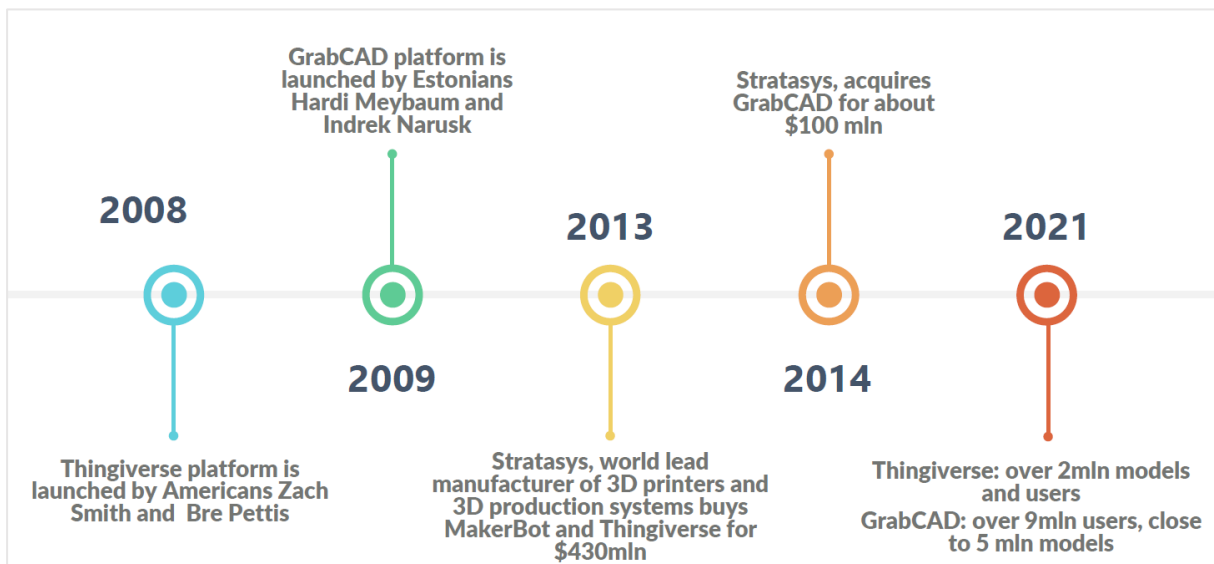 2008
Thingiverse platform is
launched by Americans Zach
Smith and Bre Pettis
GrabCAD platform is
launched by Estonians
Hardi Meybaum and
Indrek Narusk
2009
2013
Stratasys, world lead
manufacturer of 3D printers and
3D production systems buys
MakerBot and Thingiverse for
$430mln
Stratasys, acquires
GrabCAD for about
$100 mln
2014
2021
Thingiverse: over 2mln models
and users
GrabCAD: over 9mln users, close
to 5 mln models